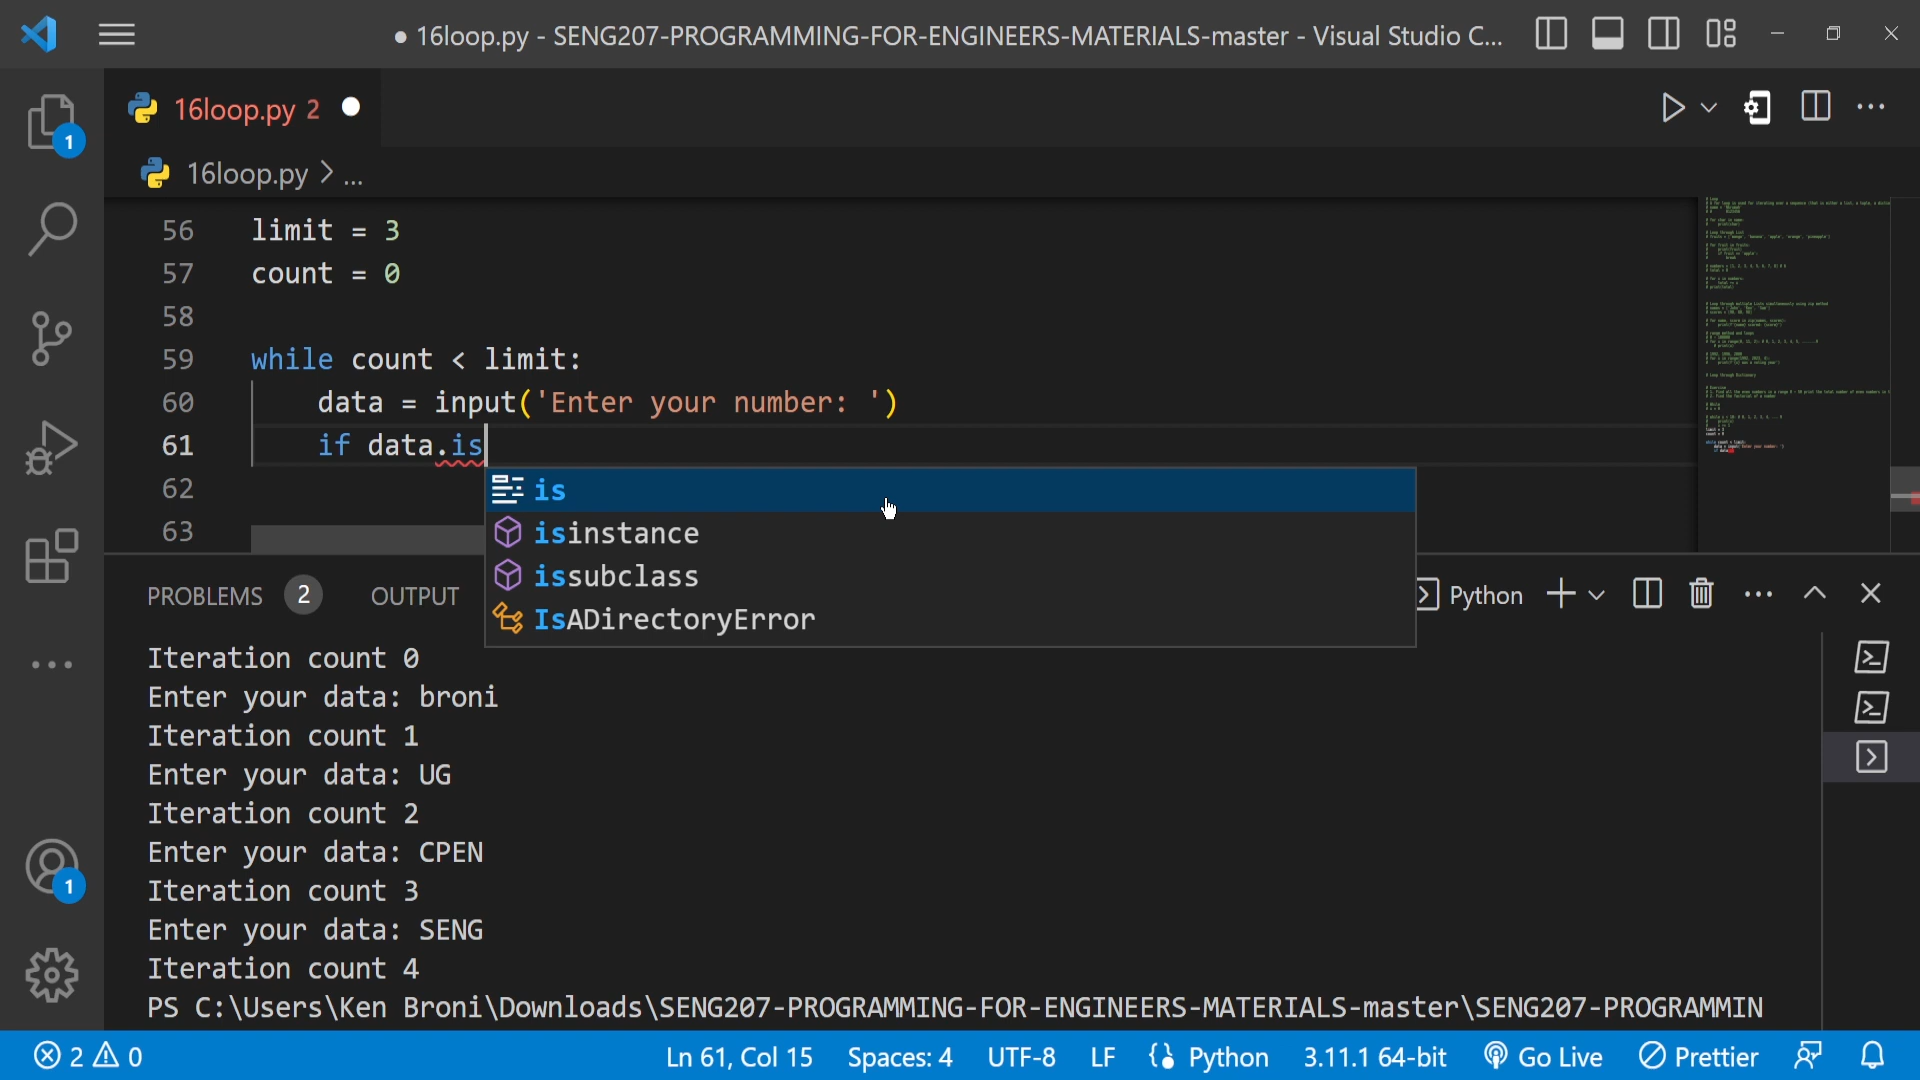 16loop.py - SENG207-PROGRAMMING-FOR-ENGINEERS-MATERIALS-master - Visual Studio C...
16loop.py 2
16loop.py > ...
1
56 limit = 3
57 count = 0
58
59 while count < limit:
60 data = input('Enter your number: ')
61 if data.is
62
63
is
isinstance
issubclass
IsADirectoryError
PROBLEMS 2 OUTPUT Python
Iteration count 0
Enter your data: broni
Iteration count 1
Enter your data: UG
Iteration count 2
Enter your data: CPEN
Iteration count 3
Enter your data: SENG
Iteration count 4
PS C:\Users\Ken Broni\Downloads\SENG207-PROGRAMMING-FOR-ENGINEERS-MATERIALS-master\SENG207-PROGRAMMIN
1
2 0 Ln 61, Col 15 Spaces: 4 UTF-8 LF Python 3.11.1 64-bit Go Live Prettier